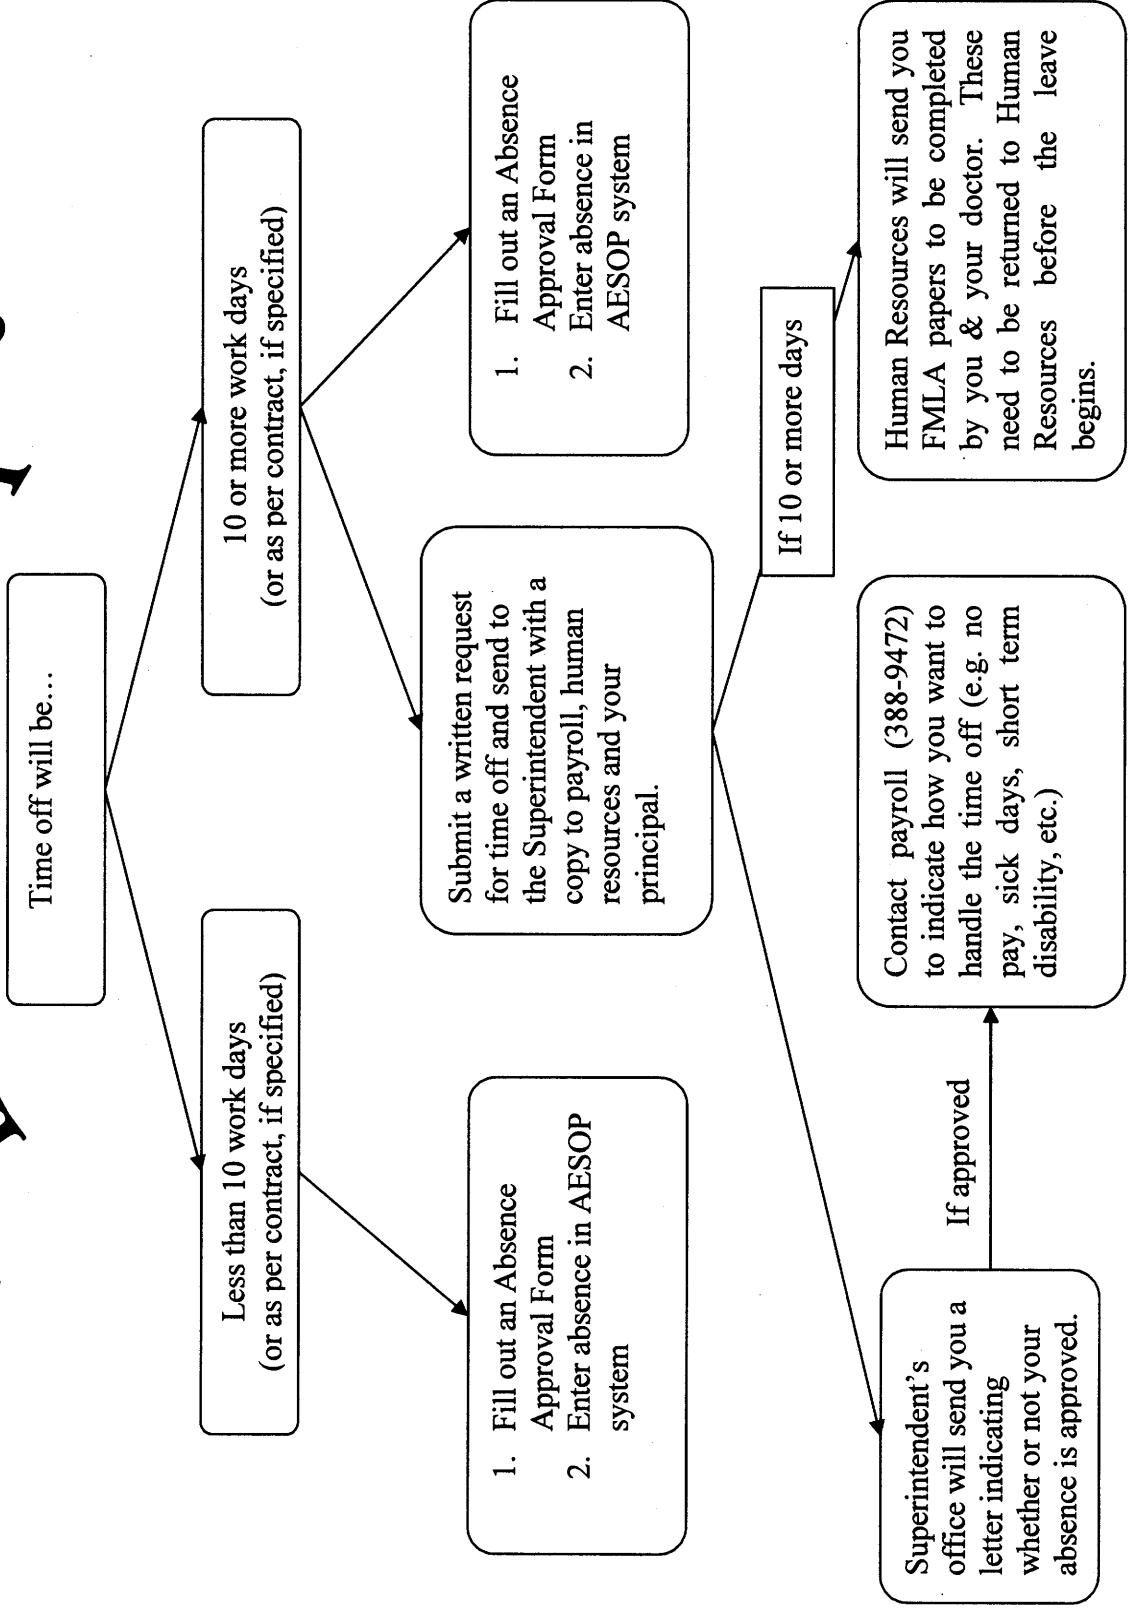 Time off will be…
Less than 10 work days
(or as per contract, if specified)
10 or more work days
(or as per contract, if specified)
1. Fill out an Absence
Approval Form
2. Enter absence in AESOP
system
Submit a written request
for time off and send to
the Superintendent with a
copy to payroll, human
resources and your
principal.
1. Fill out an Absence
Approval Form
2. Enter absence in
AESOP system
If 10 or more days
Superintendent's
office will send you a
letter indicating
whether or not your
absence is approved.
If approved
Contact payroll (388-9472)
to indicate how you want to
handle the time off (e.g. no
pay, sick days, short term
disability, etc.)
Human Resources will send you
FMLA papers to be completed
by you & your doctor. These
need to be returned to Human
Resources before the leave
begins.